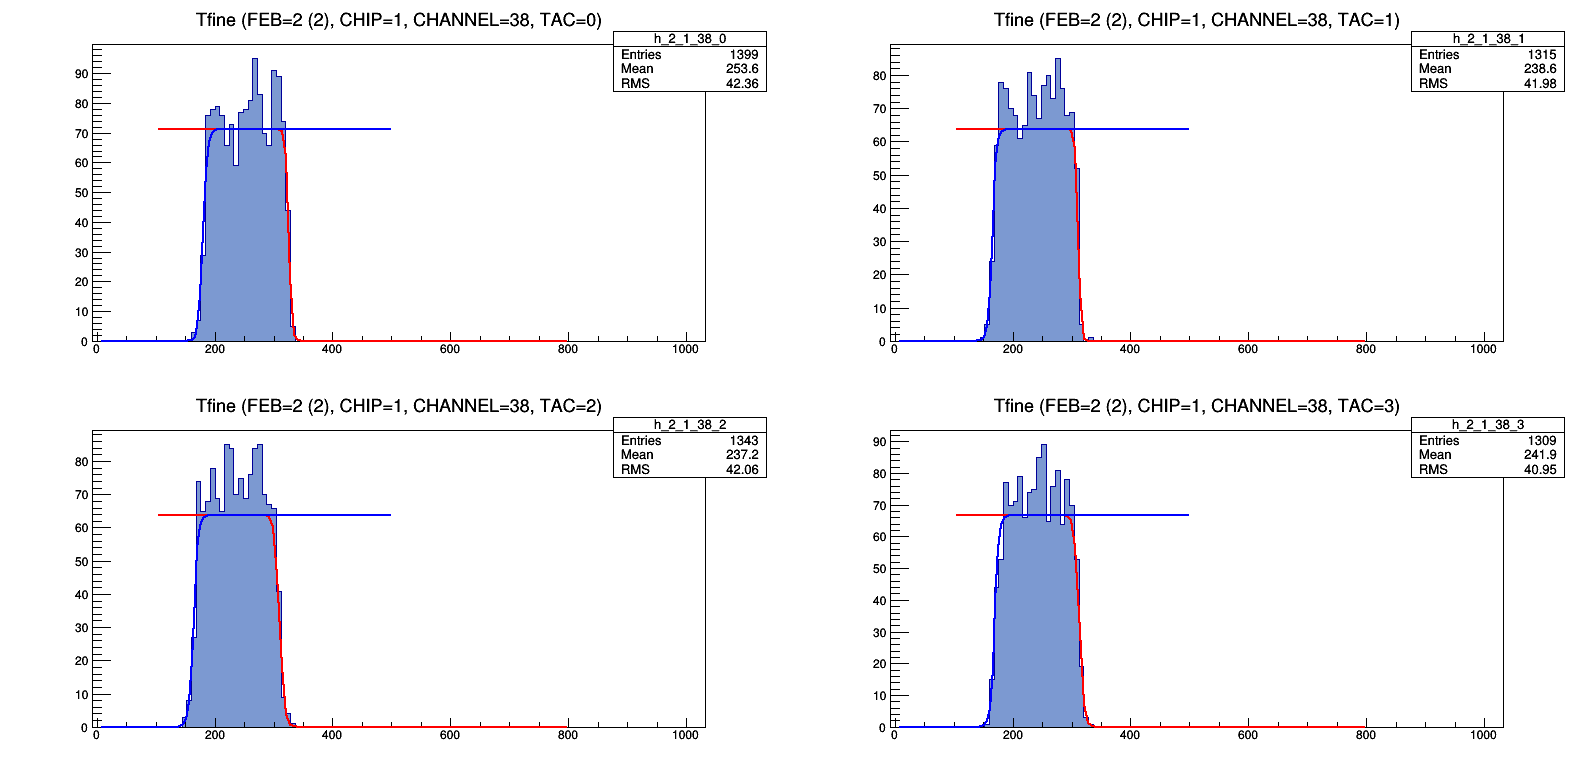 Tfine (FEB=2 (2), CHIP=1, CHANNEL=38, TAC=0)
h_2_1_38_0
Entries 1399
Mean 253.6
RMS 42.36
90
80
70
60
50
40
30
20
10
0
0 200 400 600 800 1000
Tfine (FEB=2 (2), CHIP=1, CHANNEL=38, TAC=1)
h_2_1_38_1
Entries 1315
Mean 238.6
RMS 41.98
80
70
60
50
40
30
20
10
0
0 200 400 600 800 1000
Tfine (FEB=2 (2), CHIP=1, CHANNEL=38, TAC=2)
h_2_1_38_2
Entries 1343
Mean 237.2
RMS 42.06
80
70
60
50
40
30
20
10
0
0 200 400 600 800 1000
Tfine (FEB=2 (2), CHIP=1, CHANNEL=38, TAC=3)
h_2_1_38_3
Entries 1309
Mean 241.9
RMS 40.95
90
80
70
60
50
40
30
20
10
0
0 200 400 600 800 1000